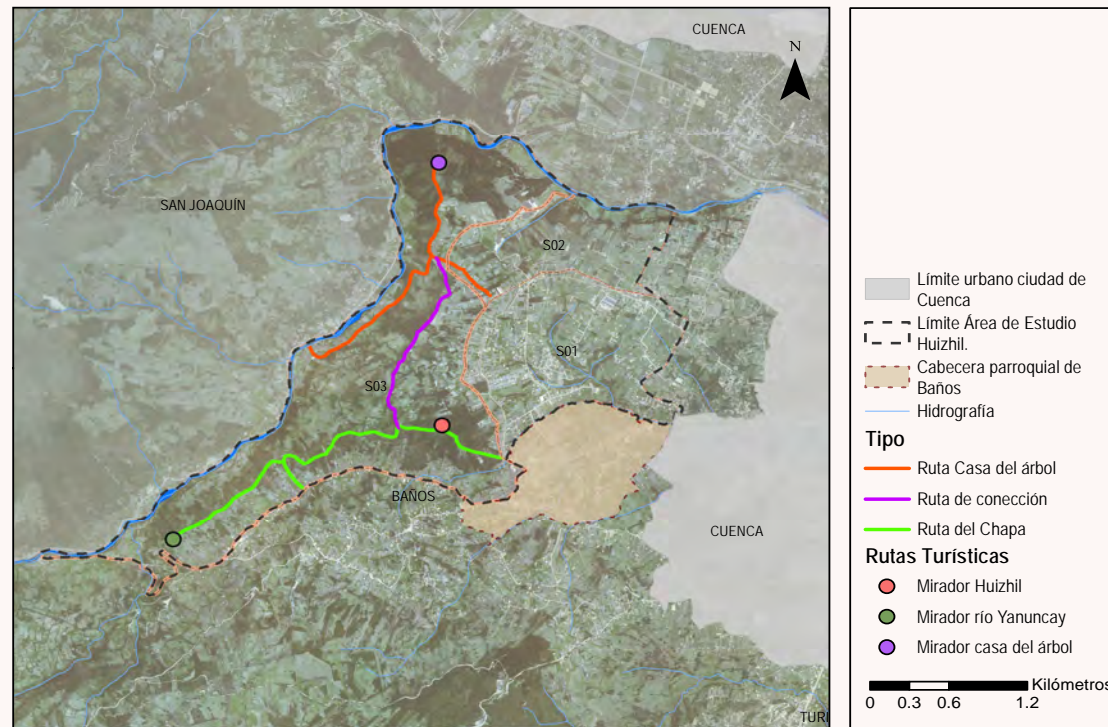 CUENCA
N
SAN JOAQUÍN
S02
S01
S03
BAÑOS
CUENCA
TURI
Límite urbano ciudad de
Cuenca
Límite Área de Estudio
Huizhil.
Cabecera parroquial de
Baños
Hidrografía
Tipo
Ruta Casa del árbol
Ruta de conección
Ruta del Chapa
Rutas Turísticas
Mirador Huizhil
Mirador río Yanuncay
Mirador casa del árbol
Kilómetros
0 0.3 0.6 1.2